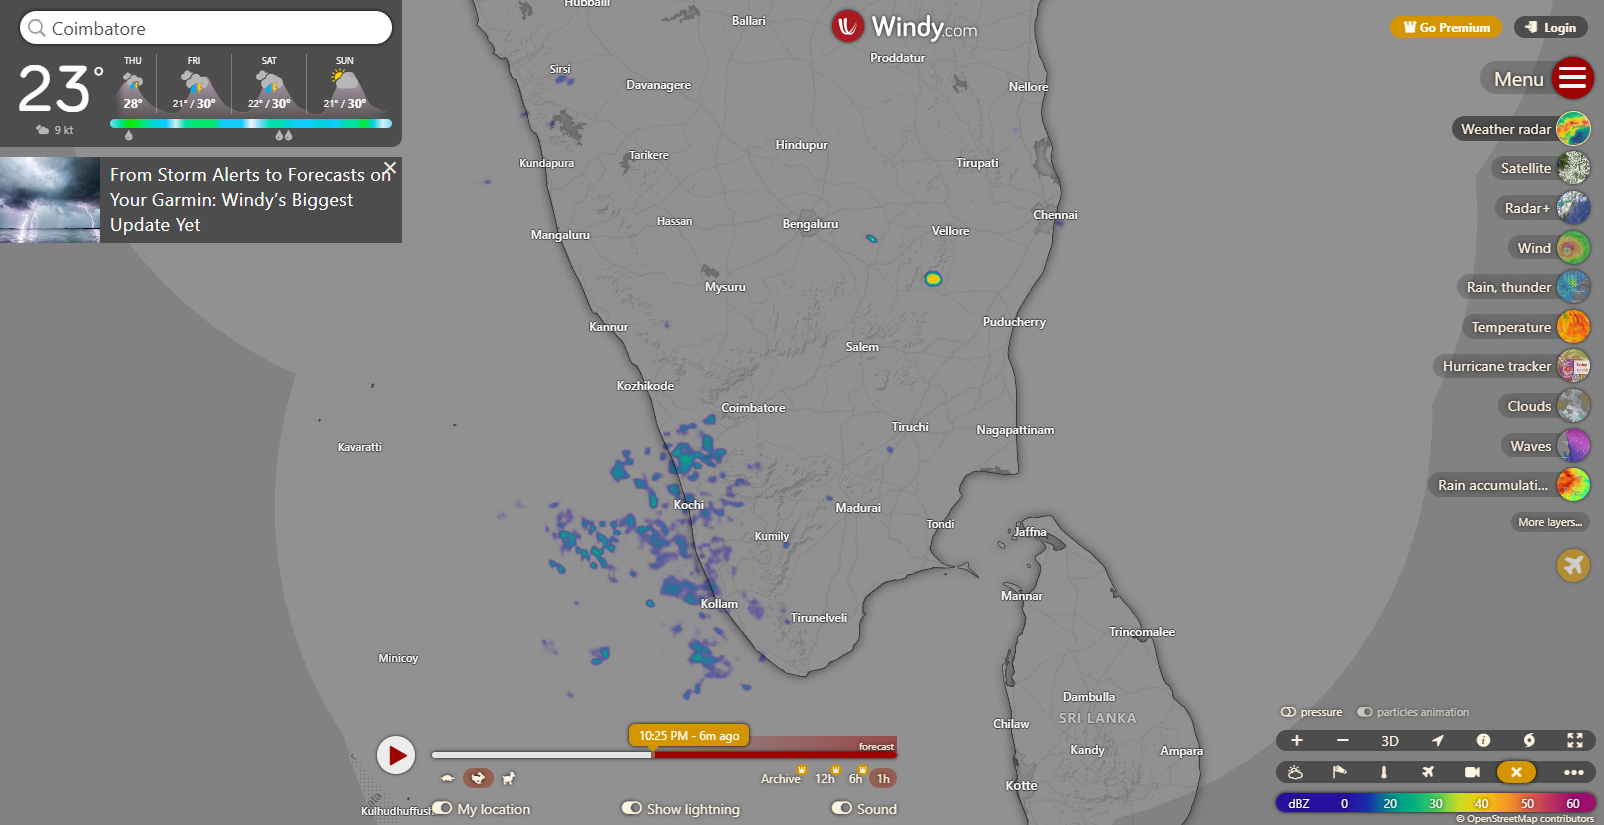 Coimbatore
23°
9 kt
THU
FRI
SAT
SUN
28°
21° / 30°
22° / 30°
21° / 30°
From Storm Alerts to Forecasts on
Your Garmin: Windy's Biggest
Update Yet
Windy.com
Go Premium
Login
Menu
Weather radar
Satellite
Radar+
Wind
Rain, thunder
Temperature
Hurricane tracker
Clouds
Waves
Rain accumulati...
More layers...
Hubballi
Ballari
Proddatur
Sirsi
Davanagere
Nellore
Hindupur
Kundapura
Tarikere
Tirupati
Hassan
Chennai
Mangaluru
Bengaluru
Vellore
Mysuru
Kannur
Puducherry
Salem
Kozhikode
Coimbatore
Tiruchi
Nagapattinam
Kavaratti
Kochi
Madurai
Tondi
Jaffna
Kumily
Mannar
Kollam
Tirunelveli
Trincomalee
Minicoy
Dambulla
Chilaw
SRI LANKA
Kandy
Ampara
Kotte
Kulhudhuffush
10:25 PM - 6m ago
forecast
Archive
12h
6h
1h
My location
Show lightning
Sound
pressure
particles animation
+
−
3D
dBZ
0
20
30
40
50
60
© OpenStreetMap contributors